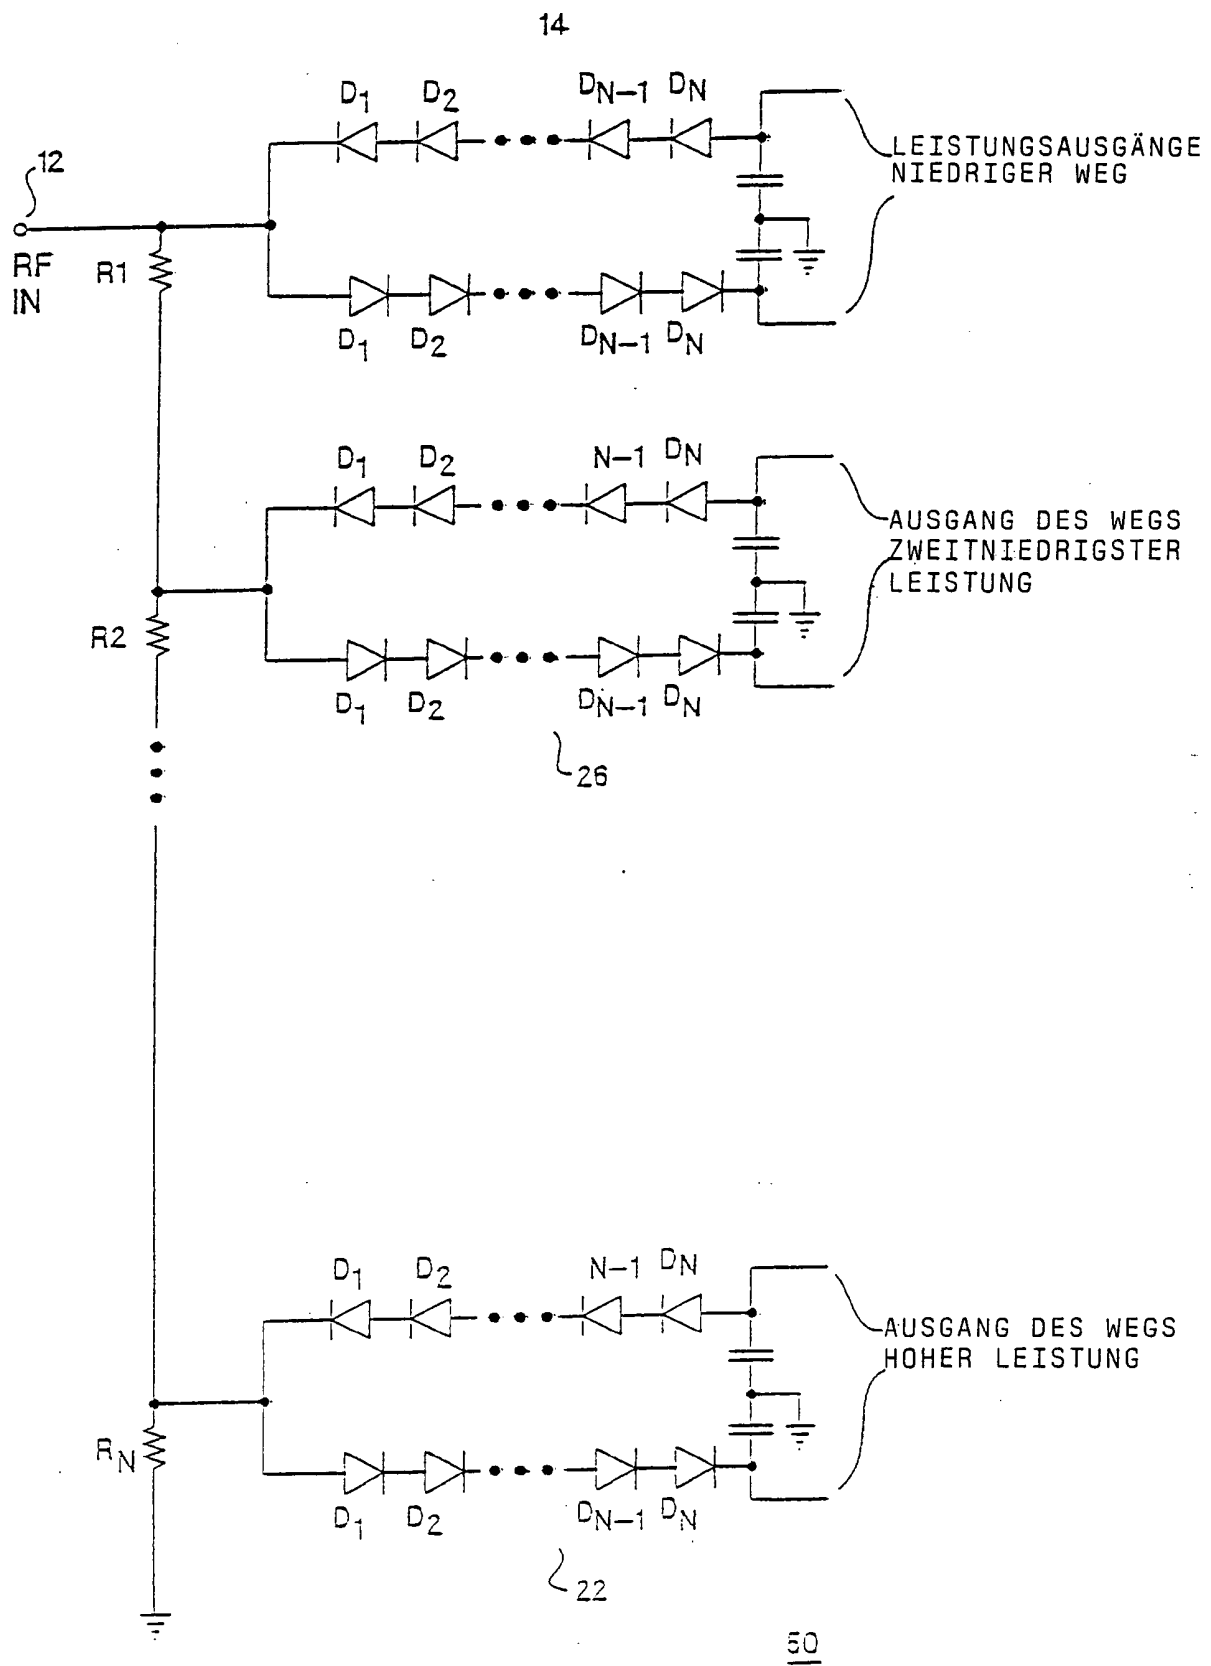 14
D1 D2 DN-1 DN
12
LEISTUNGSAUSGÄNGE
NIEDRIGER WEG
RF
IN
R1
D1 D2 DN-1 DN
D1 D2 N-1 DN
AUSGANG DES WEGS
ZWEITNIEDRIGSTER
LEISTUNG
R2
D1 D2 DN-1 DN
26
D1 D2 N-1 DN
AUSGANG DES WEGS
HOHER LEISTUNG
RN
D1 D2 DN-1 DN
22
50